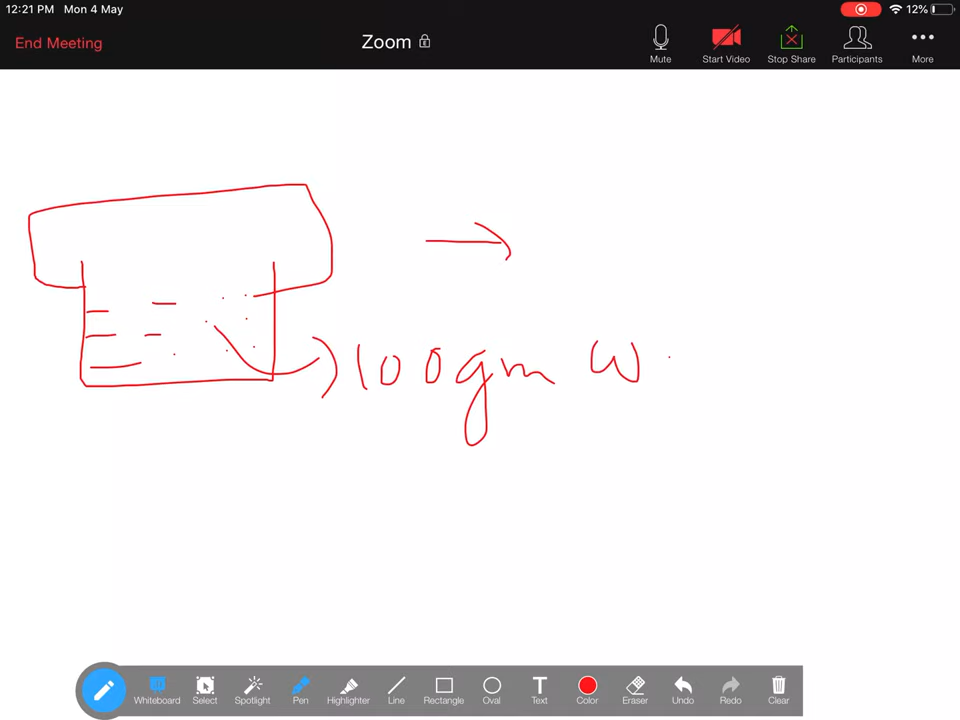 12:21 PM Mon 4 May
12%
End Meeting
Zoom
Mute
Start Video
Stop Share
Participants
More
100gm W
Whiteboard
Select
Spotlight
Pen
Highlighter
Line
Rectangle
Oval
Text
Color
Eraser
Undo
Redo
Clear